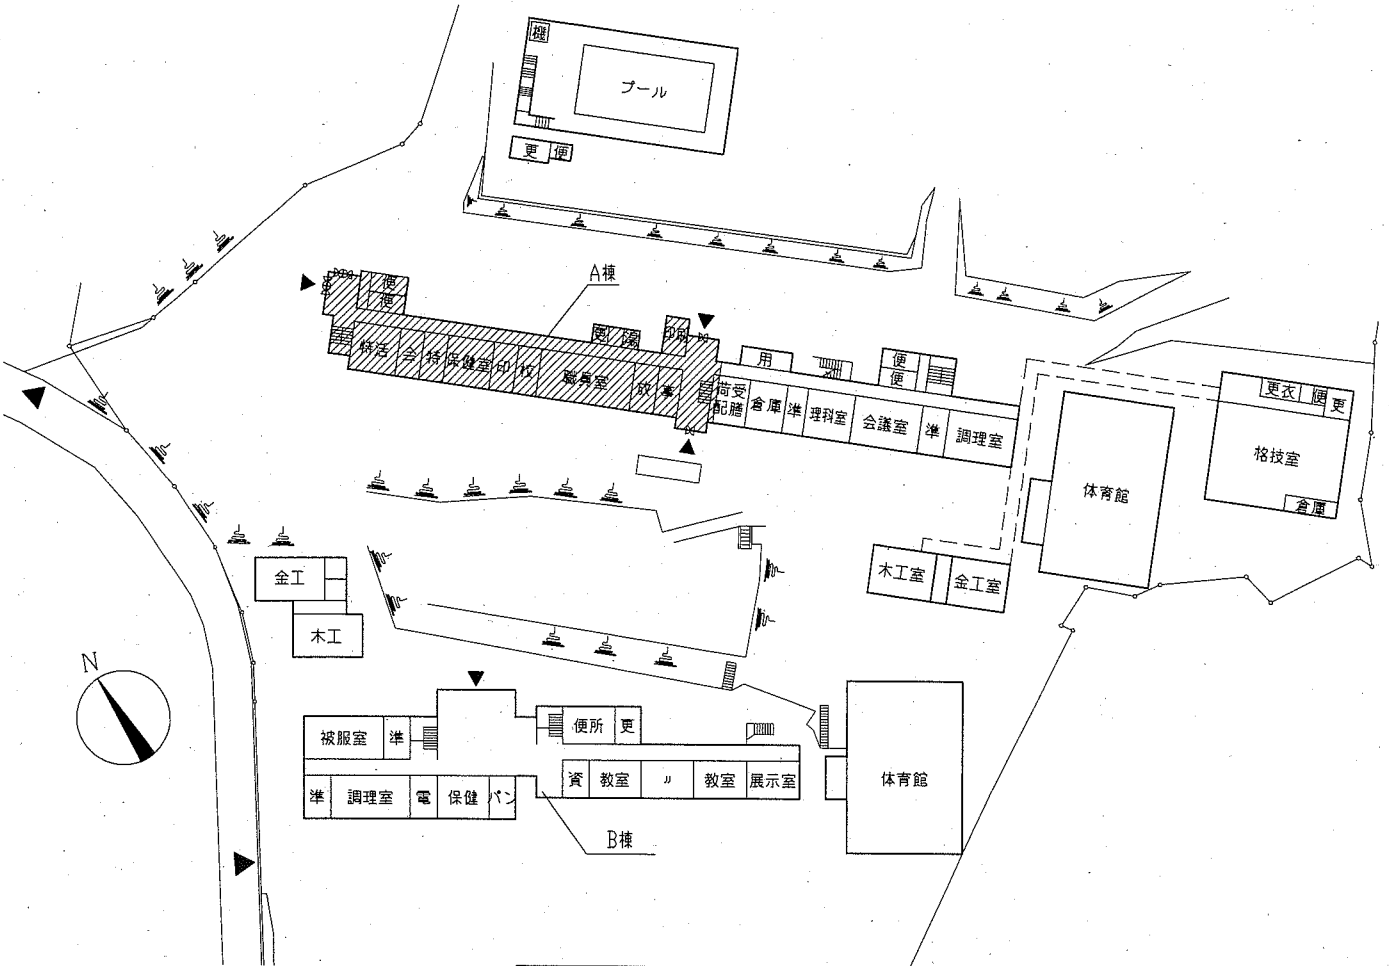 機
プール
更
便
A棟
便
便
更
湯
印刷
特活
会
特
保健室
印
校
職員室
放
事
用
便
便
荷受
配膳
倉庫
準
理科室
会議室
準
調理室
更衣
便
更
格技室
倉庫
体育館
木工室
金工室
金工
木工
N
被服室
準
便所
更
準
調理室
電
保健
パン
資
教室
〃
教室
展示室
体育館
B棟